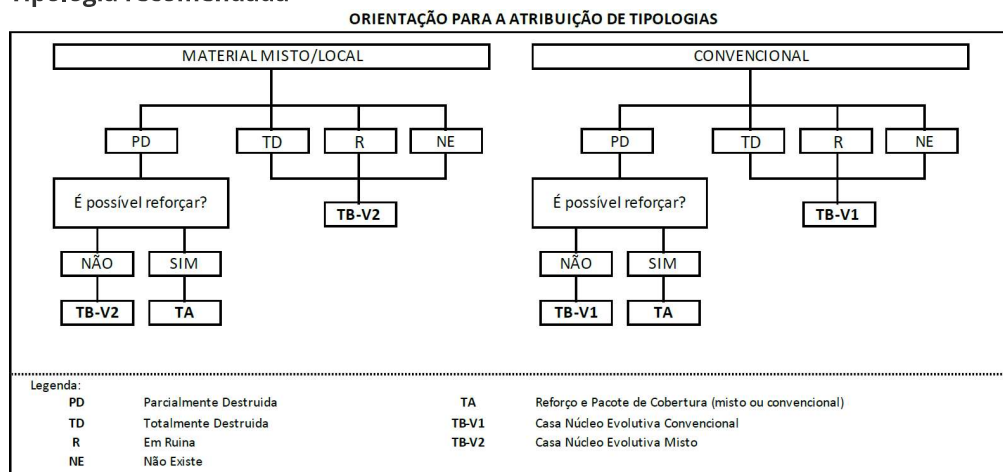 Tipologia recomendada
ORIENTAÇÃO PARA A ATRIBUIÇÃO DE TIPOLOGIAS
MATERIAL MISTO/LOCAL
PD TD R NE
É possível reforçar?
TB-V2
NÃO SIM
TB-V2 TA
CONVENCIONAL
PD TD R NE
É possível reforçar?
TB-V1
NÃO SIM
TB-V1 TA
Legenda:
PD Parcialmente Destruida
TD Totalmente Destruida
R Em Ruina
NE Não Existe
TA Reforço e Pacote de Cobertura (misto ou convencional)
TB-V1 Casa Núcleo Evolutiva Convencional
TB-V2 Casa Núcleo Evolutiva Misto